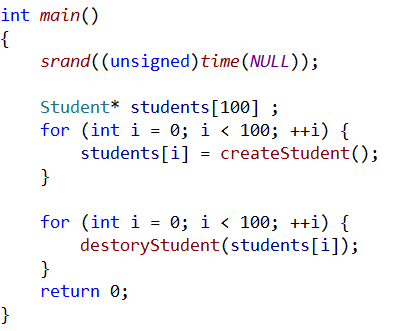 int main()
{
srand((unsigned)time(NULL));
Student* students[100] ;
for (int i = 0; i < 100; ++i) {
students[i] = createStudent();
}
for (int i = 0; i < 100; ++i) {
destoryStudent(students[i]);
}
return 0;
}